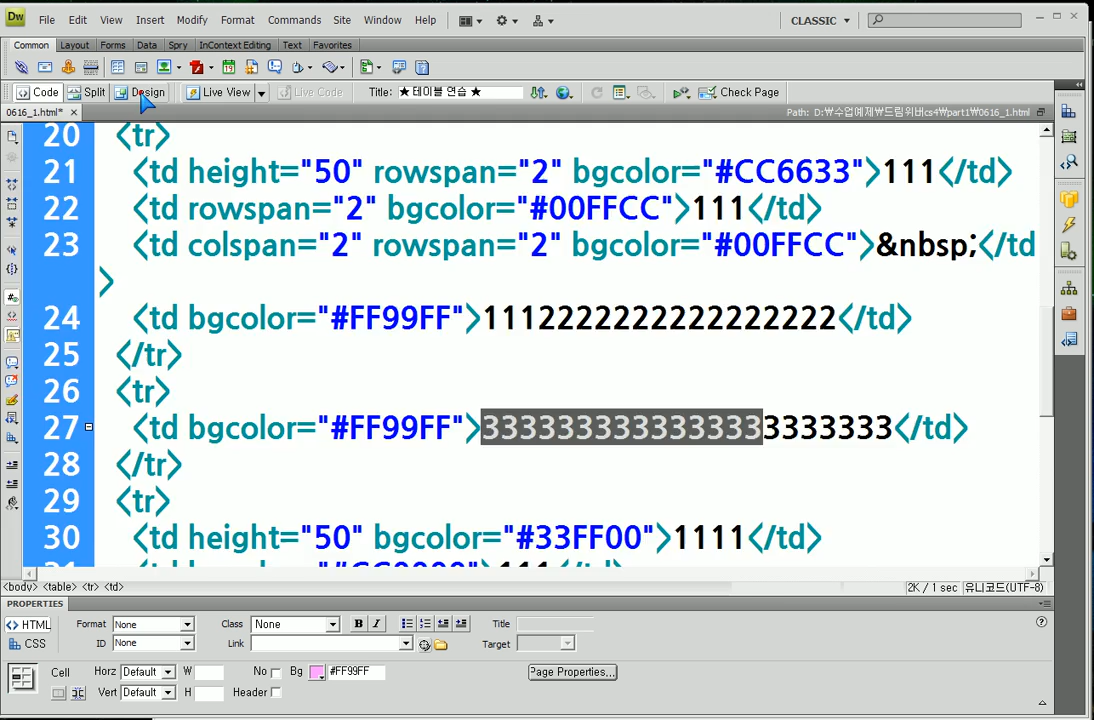 Dw File Edit View Insert Modify Format Commands Site Window Help CLASSIC
Common Layout Forms Data Spry InContext Editing Text Favorites
Code Split Design Live View Live Code Title: ★ 테이블 연습 ★ Check Page
0616_1.html* Path: D:₩수업예제₩드림위버cs4₩part1₩0616_1.html
20 <tr>
21 <td height="50" rowspan="2" bgcolor="#CC6633">111</td>
22 <td rowspan="2" bgcolor="#00FFCC">111</td>
23 <td colspan="2" rowspan="2" bgcolor="#00FFCC">&nbsp;</td
>
24 <td bgcolor="#FF99FF">1112222222222222222</td>
25 </tr>
26 <tr>
27 <td bgcolor="#FF99FF">3333333333333333333333</td>
28 </tr>
29 <tr>
30 <td height="50" bgcolor="#33FF00">1111</td>
<body> <table> <tr> <td> 2K / 1 sec 유니코드(UTF-8)
PROPERTIES
<> HTML Format None Class None B I Title
CSS ID None Link Target
Cell Horz Default W No Bg #FF99FF Page Properties...
Vert Default H Header